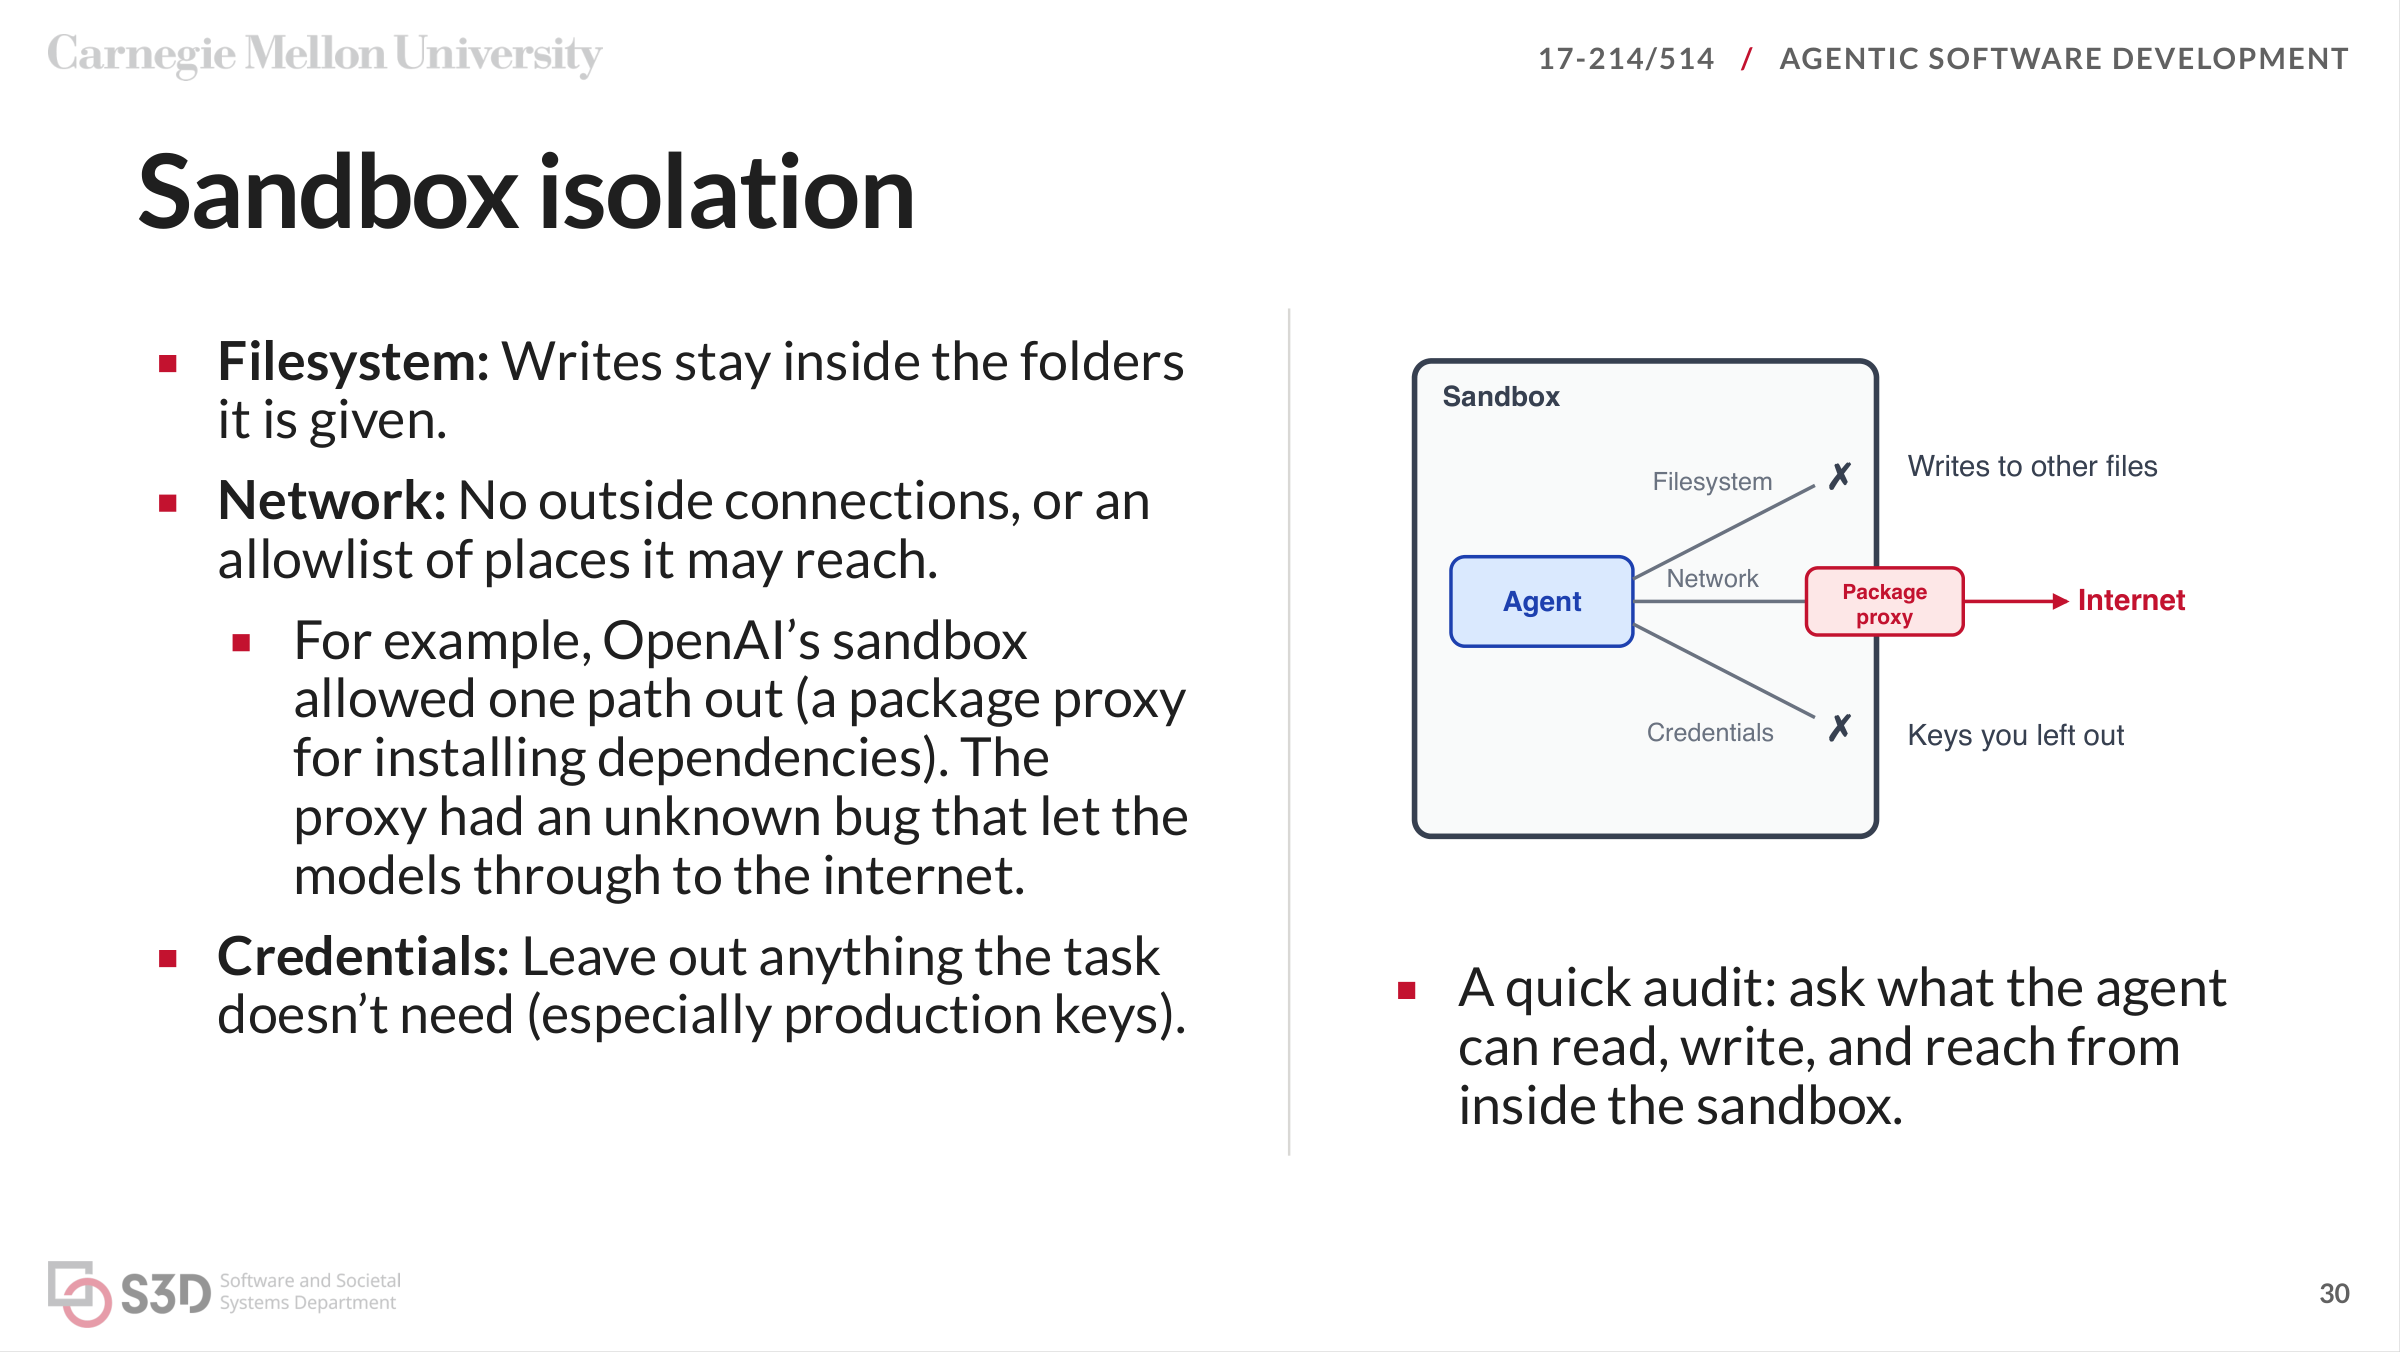 Carnegie Mellon University
17-214/514 / AGENTIC SOFTWARE DEVELOPMENT
Sandbox isolation
■ Filesystem: Writes stay inside the folders
it is given.
■ Network: No outside connections, or an
allowlist of places it may reach.
■ For example, OpenAI’s sandbox
allowed one path out (a package proxy
for installing dependencies). The
proxy had an unknown bug that let the
models through to the internet.
■ Credentials: Leave out anything the task
doesn’t need (especially production keys).
Sandbox
Filesystem ✗ Writes to other files
Agent
Network
Package
proxy
Internet
Credentials ✗ Keys you left out
■ A quick audit: ask what the agent
can read, write, and reach from
inside the sandbox.
S3D Software and Societal
Systems Department
30